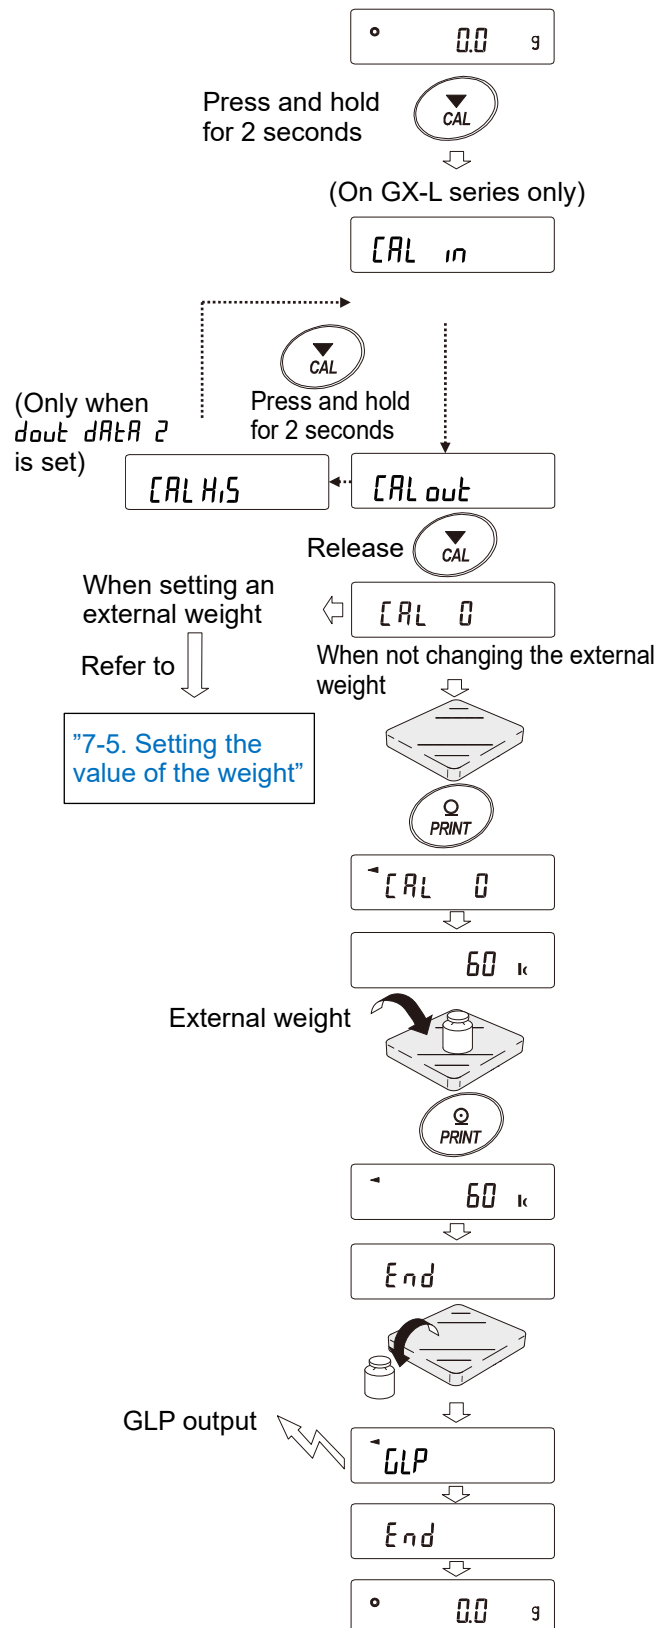 0.0 g
Press and hold
for 2 seconds
CAL
(On GX-L series only)
CAL in
CAL
(Only when
dout dAtA 2
is set)
Press and hold
for 2 seconds
CAL HiS
CAL out
Release
CAL
When setting an
external weight
CAL 0
Refer to
When not changing the external
weight
"7-5. Setting the
value of the weight"
PRINT
CAL 0
60
External weight
PRINT
60
End
GLP output
GLP
End
0.0 g